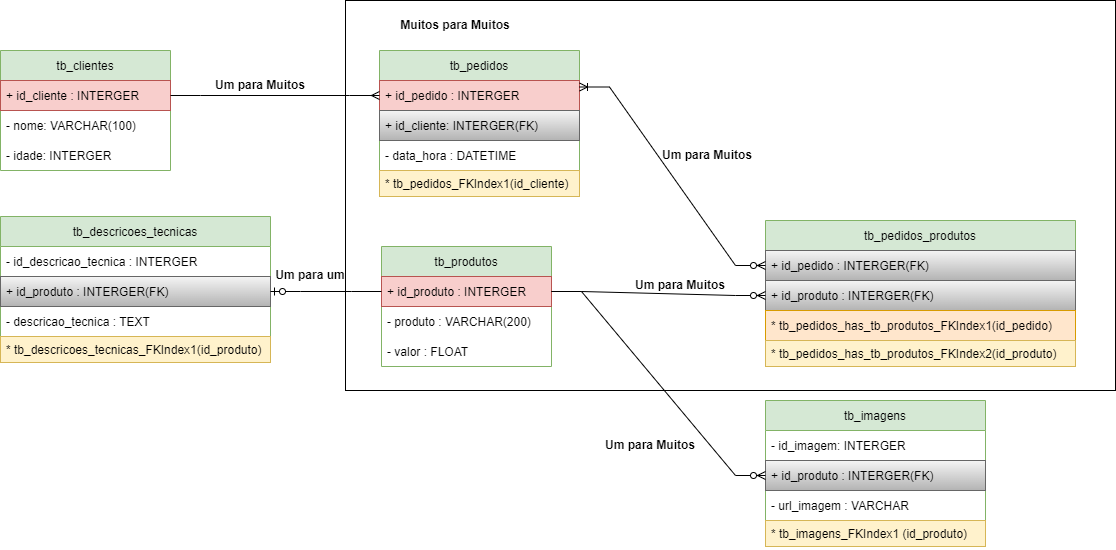 Muitos para Muitos
tb_clientes
+ id_cliente : INTERGER
- nome: VARCHAR(100)
- idade: INTERGER
Um para Muitos
tb_pedidos
+ id_pedido : INTERGER
+ id_cliente: INTERGER(FK)
- data_hora : DATETIME
* tb_pedidos_FKIndex1(id_cliente)
Um para Muitos
tb_descricoes_tecnicas
- id_descricao_tecnica : INTERGER
+ id_produto : INTERGER(FK)
- descricao_tecnica : TEXT
* tb_descricoes_tecnicas_FKIndex1(id_produto)
Um para um
tb_produtos
+ id_produto : INTERGER
- produto : VARCHAR(200)
- valor : FLOAT
Um para Muitos
tb_pedidos_produtos
+ id_pedido : INTERGER(FK)
+ id_produto : INTERGER(FK)
* tb_pedidos_has_tb_produtos_FKIndex1(id_pedido)
* tb_pedidos_has_tb_produtos_FKIndex2(id_produto)
Um para Muitos
tb_imagens
- id_imagem: INTERGER
+ id_produto : INTERGER(FK)
- url_imagem : VARCHAR
* tb_imagens_FKIndex1 (id_produto)